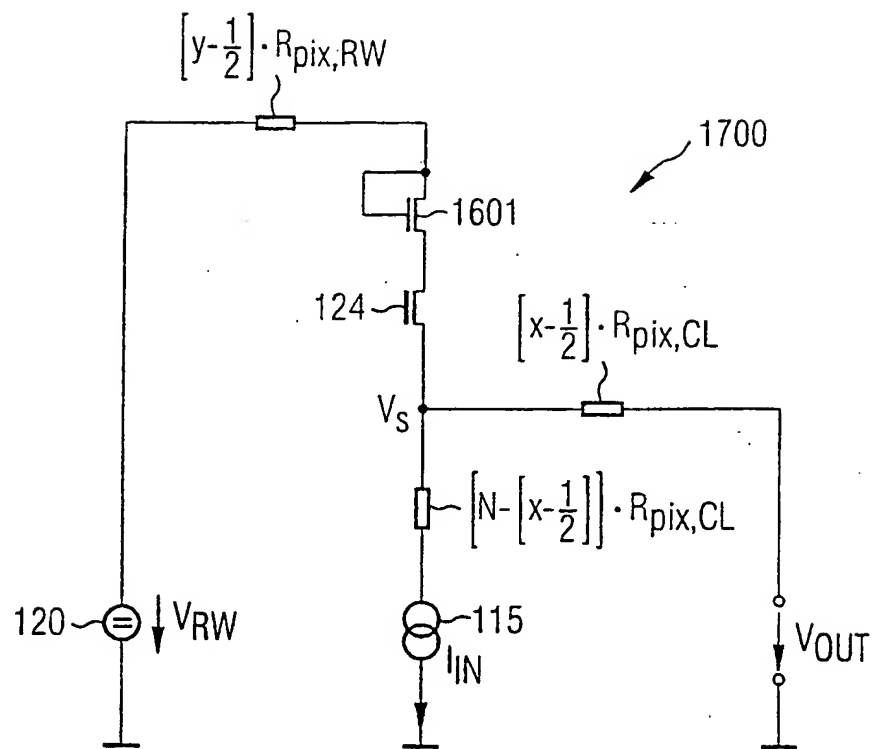 [y-1/2]·Rpix,RW
1700
1601
124
[x-1/2]·Rpix,CL
VS
[N-[x-1/2]]·Rpix,CL
120
VRW
115
IIN
VOUT